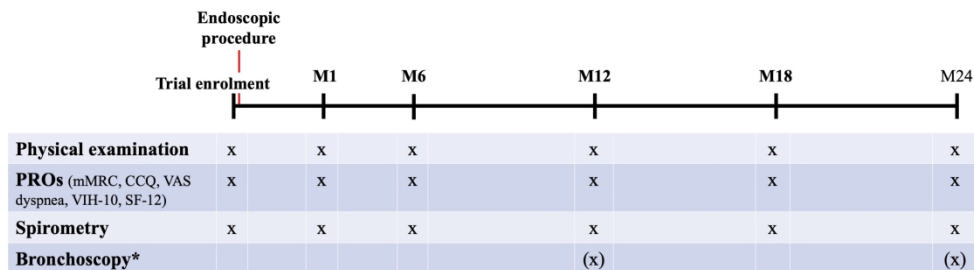 Endoscopic
procedure
Trial enrolment M1 M6 M12 M18 M24
Physical examination x x x x x x
PROs (mMRC, CCQ, VAS x x x x x x
dyspnea, VIH-10, SF-12)
Spirometry x x x x x x
Bronchoscopy* (x) (x)